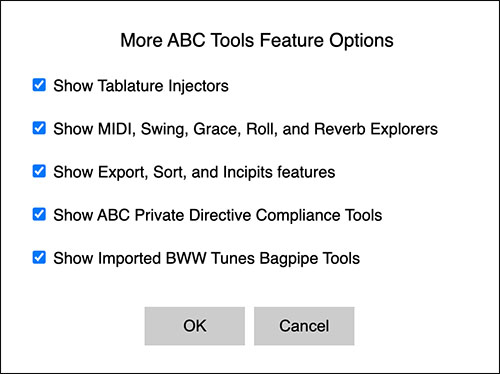 More ABC Tools Feature Options
Show Tablature Injectors
Show MIDI, Swing, Grace, Roll, and Reverb Explorers
Show Export, Sort, and Incipits features
Show ABC Private Directive Compliance Tools
Show Imported BWW Tunes Bagpipe Tools
OK
Cancel